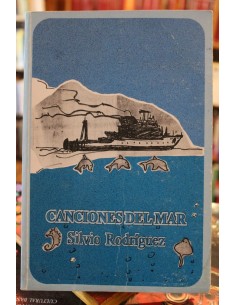 CANCIONES DEL MAR
Silvio Rodríguez